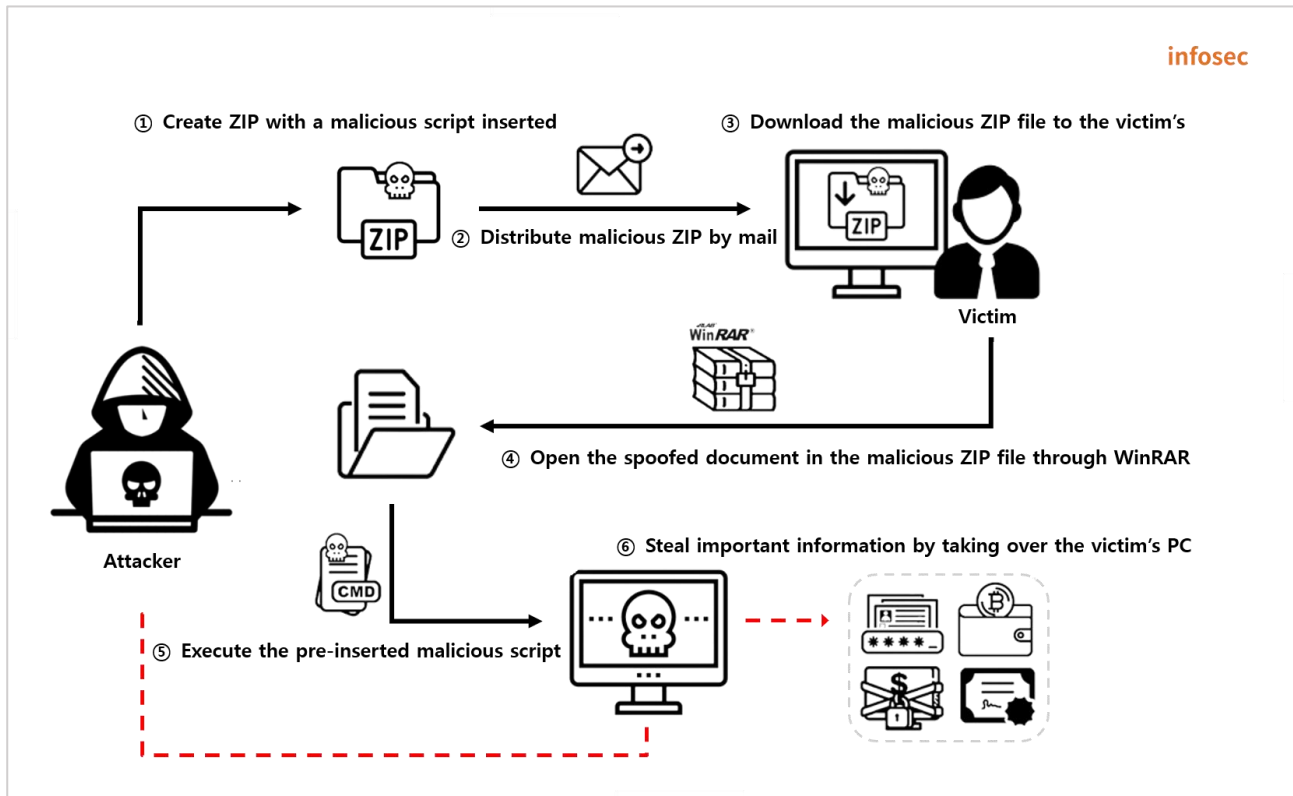 infosec
① Create ZIP with a malicious script inserted
③ Download the malicious ZIP file to the victim's
ZIP
ZIP
② Distribute malicious ZIP by mail
Victim
WinRAR®
④ Open the spoofed document in the malicious ZIP file through WinRAR
Attacker
⑥ Steal important information by taking over the victim's PC
CMD
⑤ Execute the pre-inserted malicious script
****_
$